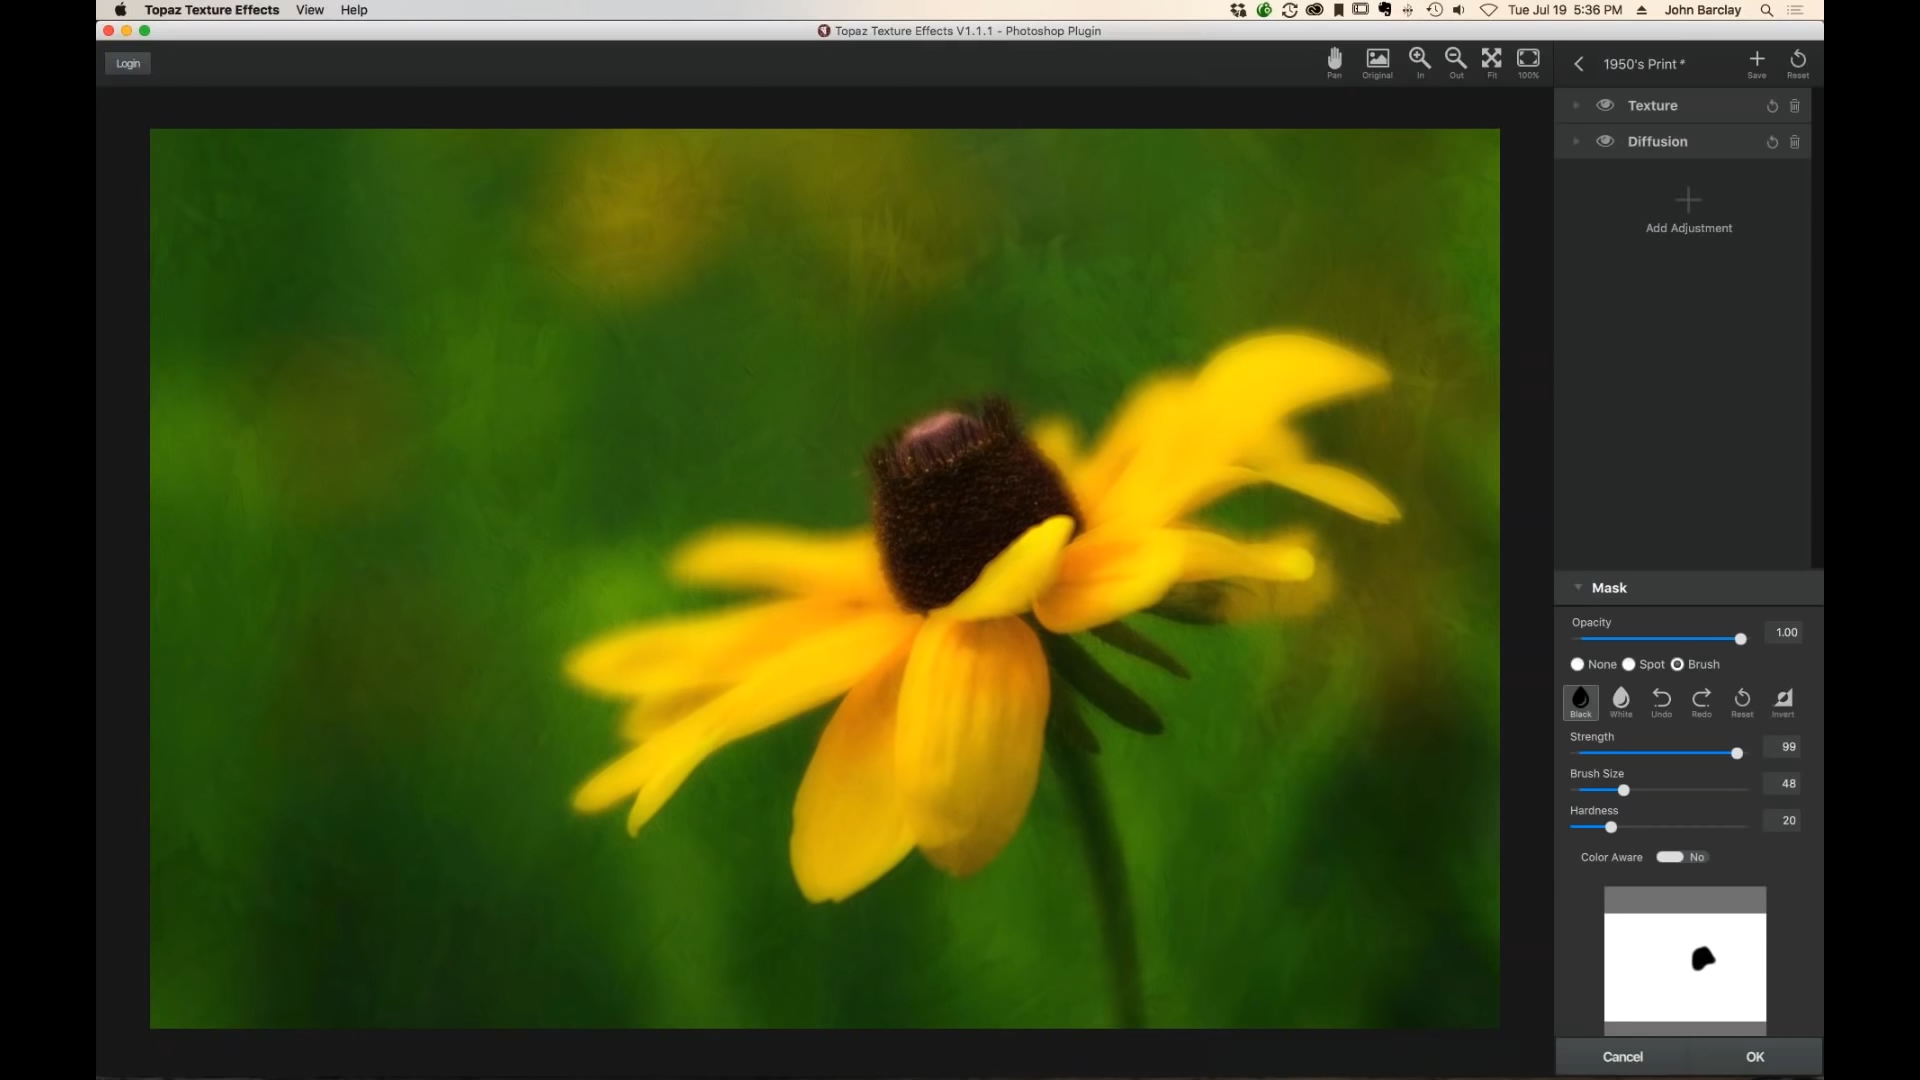 Topaz Texture Effects View Help Tue Jul 19 5:36 PM John Barclay
Topaz Texture Effects V1.1.1 - Photoshop Plugin
Login
Pan Original In Out Fit 100%
1950's Print *
Save Reset
Texture
Diffusion
Add Adjustment
Mask
Opacity
1.00
None Spot Brush
Black White Undo Redo Reset Invert
Strength
99
Brush Size
48
Hardness
20
Color Aware No
Cancel OK